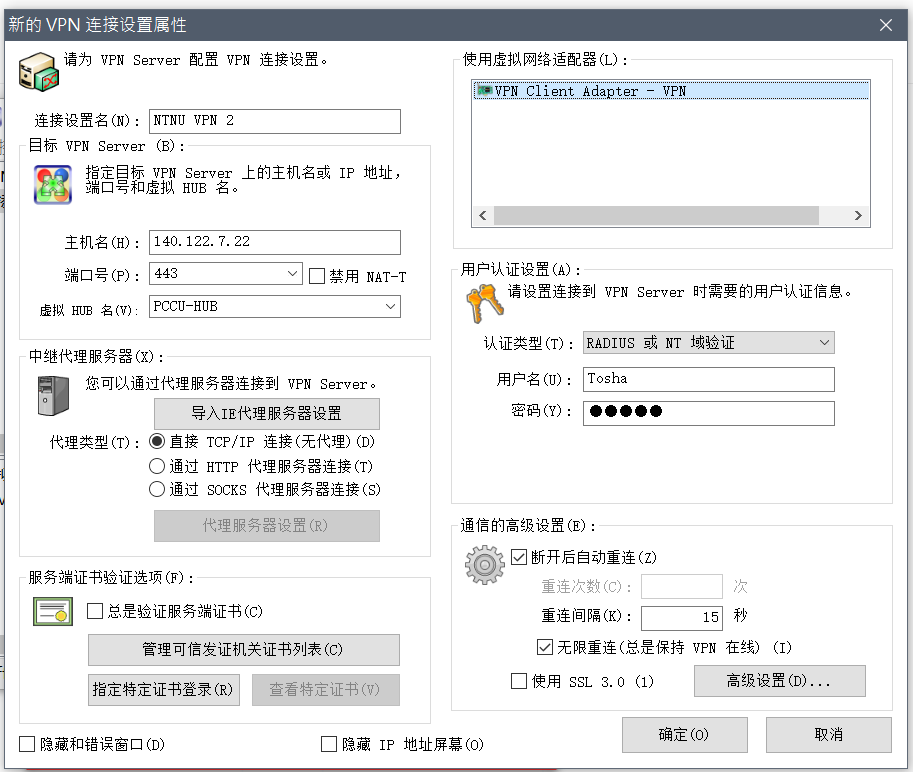 新的 VPN 连接设置属性
请为 VPN Server 配置 VPN 连接设置。
连接设置名(N):
NTNU VPN 2
目标 VPN Server (B):
指定目标 VPN Server 上的主机名或 IP 地址,
端口号和虚拟 HUB 名。
主机名(H):
140.122.7.22
端口号(P):
443
禁用 NAT-T
虚拟 HUB 名(V):
PCCU-HUB
中继代理服务器(X):
您可以通过代理服务器连接到 VPN Server。
导入IE代理服务器设置
代理类型(T):
直接 TCP/IP 连接(无代理)(D)
通过 HTTP 代理服务器连接(T)
通过 SOCKS 代理服务器连接(S)
代理服务器设置(R)
服务端证书验证选项(F):
总是验证服务端证书(C)
管理可信发证机关证书列表(C)
指定特定证书登录(R)
查看特定证书(V)
隐藏和错误窗口(D)
隐藏 IP 地址屏幕(O)
使用虚拟网络适配器(L):
VPN Client Adapter - VPN
用户认证设置(A):
请设置连接到 VPN Server 时需要的用户认证信息。
认证类型(T):
RADIUS 或 NT 域验证
用户名(U):
Tosha
密码(Y):
●●●●●
通信的高级设置(E):
断开后自动重连(Z)
重连次数(C):
次
重连间隔(K):
15
秒
无限重连(总是保持 VPN 在线) (I)
使用 SSL 3.0 (1)
高级设置(D)...
确定(O)
取消